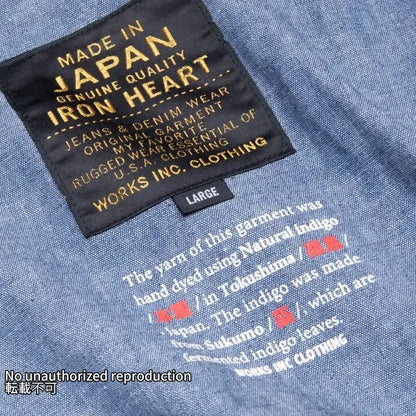 MADE IN
JAPAN
GENUINE QUALITY
IRON HEART
JEANS & DENIM WEAR
ORIGINAL GARMENT
MY FAVORITE
RUGGED WEAR ESSENTIAL OF
U.S.A. CLOTHING
WORKS INC. CLOTHING
LARGE
The yarn of this garment was
hand dyed using Natural indigo
/ / in Tokushima / /
Japan. The indigo was made
from Sukumo / /, which are
fermented indigo leaves.
WORKS INC CLOTHING
No unauthorized reproduction
転載不可